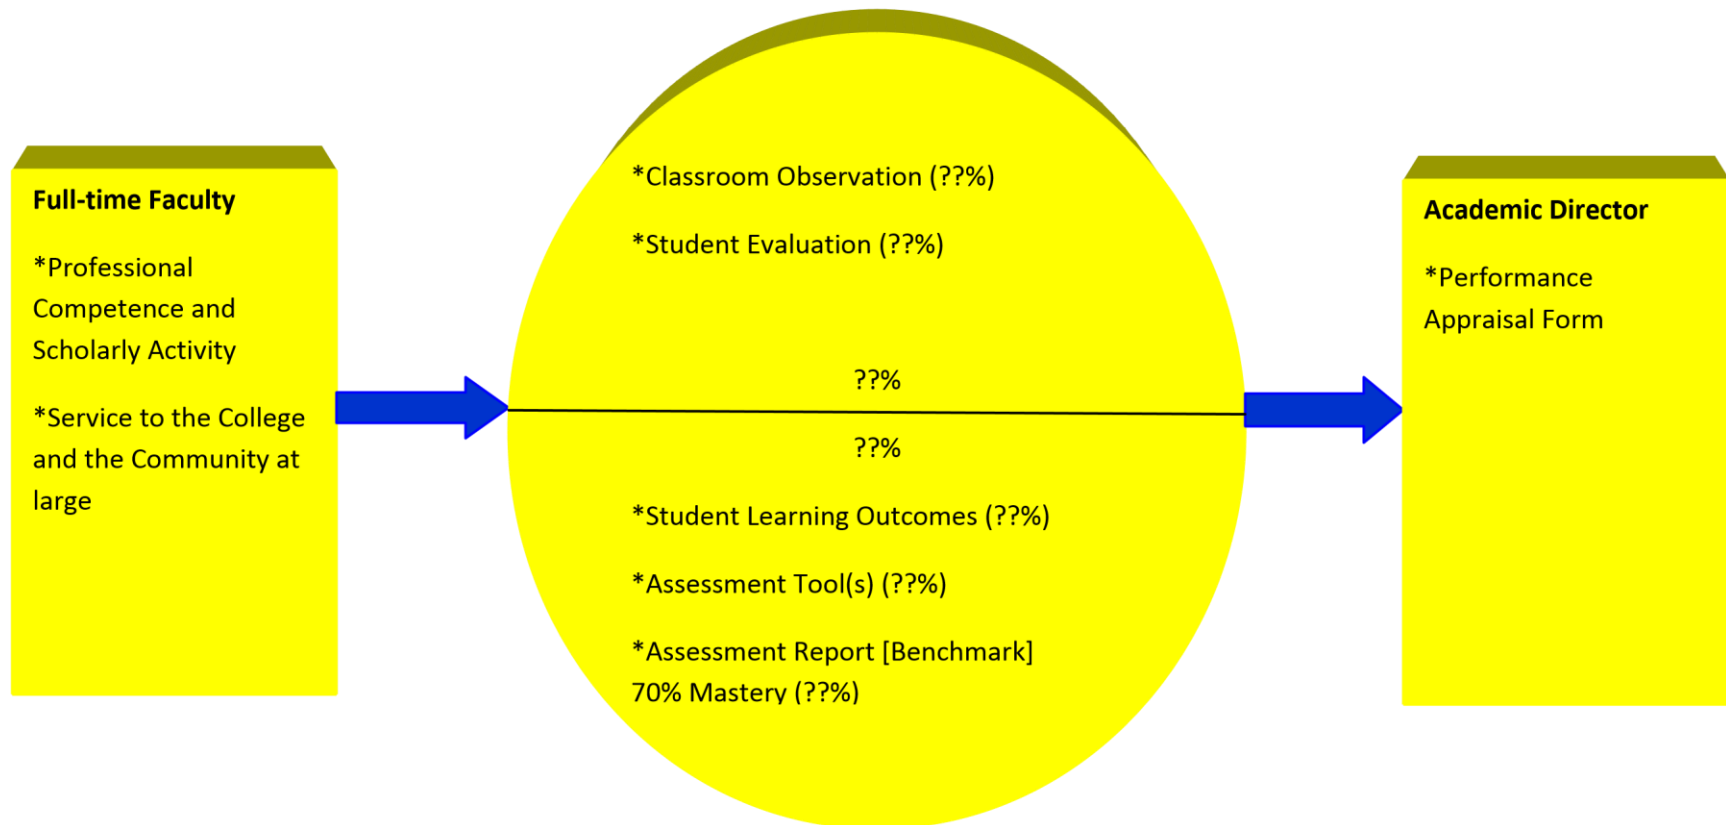 Full-time Faculty
*Professional
Competence and
Scholarly Activity
*Service to the College
and the Community at
large
*Classroom Observation (??%)
*Student Evaluation (??%)
??%
??%
*Student Learning Outcomes (??%)
*Assessment Tool(s) (??%)
*Assessment Report [Benchmark]
70% Mastery (??%)
Academic Director
*Performance
Appraisal Form